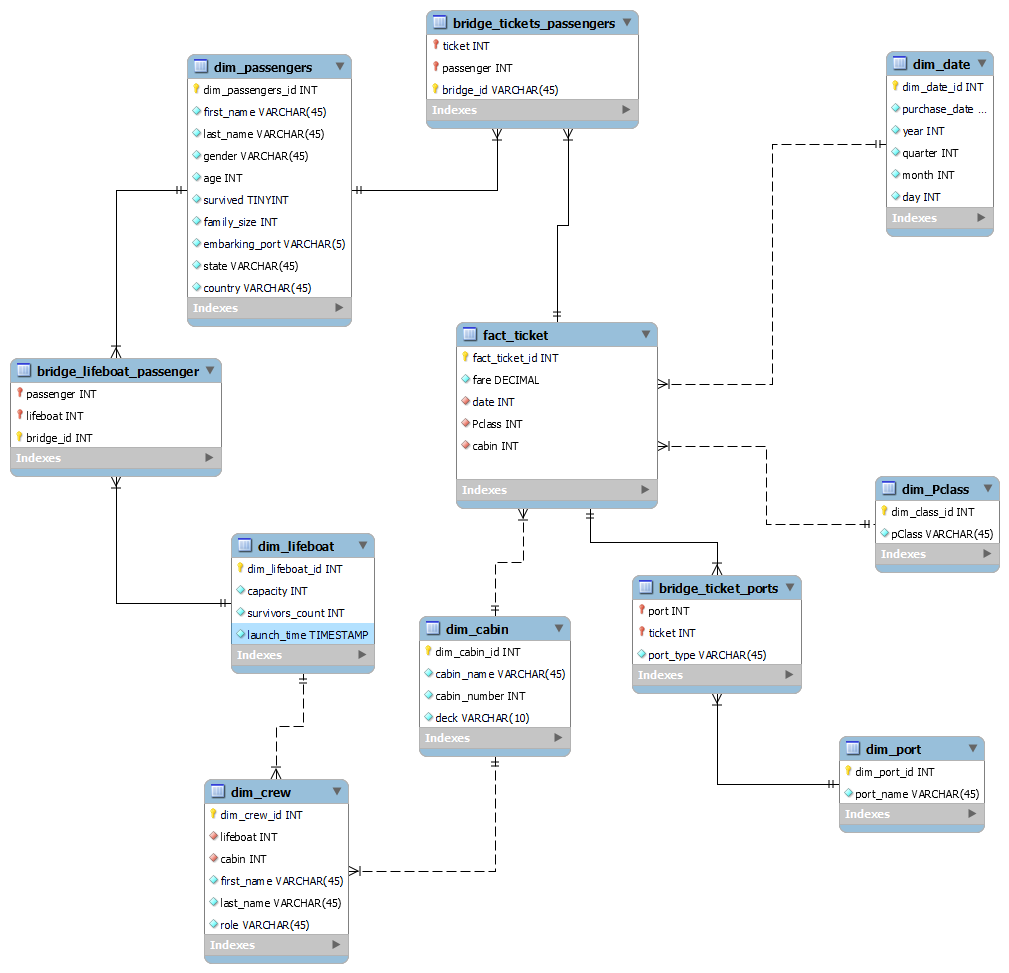 bridge_tickets_passengers
ticket INT
passenger INT
bridge_id VARCHAR(45)
Indexes
dim_passengers
dim_passengers_id INT
first_name VARCHAR(45)
last_name VARCHAR(45)
gender VARCHAR(45)
age INT
survived TINYINT
family_size INT
embarking_port VARCHAR(5)
state VARCHAR(45)
country VARCHAR(45)
Indexes
dim_date
dim_date_id INT
purchase_date ...
year INT
quarter INT
month INT
day INT
Indexes
fact_ticket
fact_ticket_id INT
fare DECIMAL
date INT
Pclass INT
cabin INT
Indexes
bridge_lifeboat_passenger
passenger INT
lifeboat INT
bridge_id INT
Indexes
dim_Pclass
dim_class_id INT
pClass VARCHAR(45)
Indexes
dim_lifeboat
dim_lifeboat_id INT
capacity INT
survivors_count INT
launch_time TIMESTAMP
Indexes
bridge_ticket_ports
port INT
ticket INT
port_type VARCHAR(45)
Indexes
dim_cabin
dim_cabin_id INT
cabin_name VARCHAR(45)
cabin_number INT
deck VARCHAR(10)
Indexes
dim_port
dim_port_id INT
port_name VARCHAR(45)
Indexes
dim_crew
dim_crew_id INT
lifeboat INT
cabin INT
first_name VARCHAR(45)
last_name VARCHAR(45)
role VARCHAR(45)
Indexes